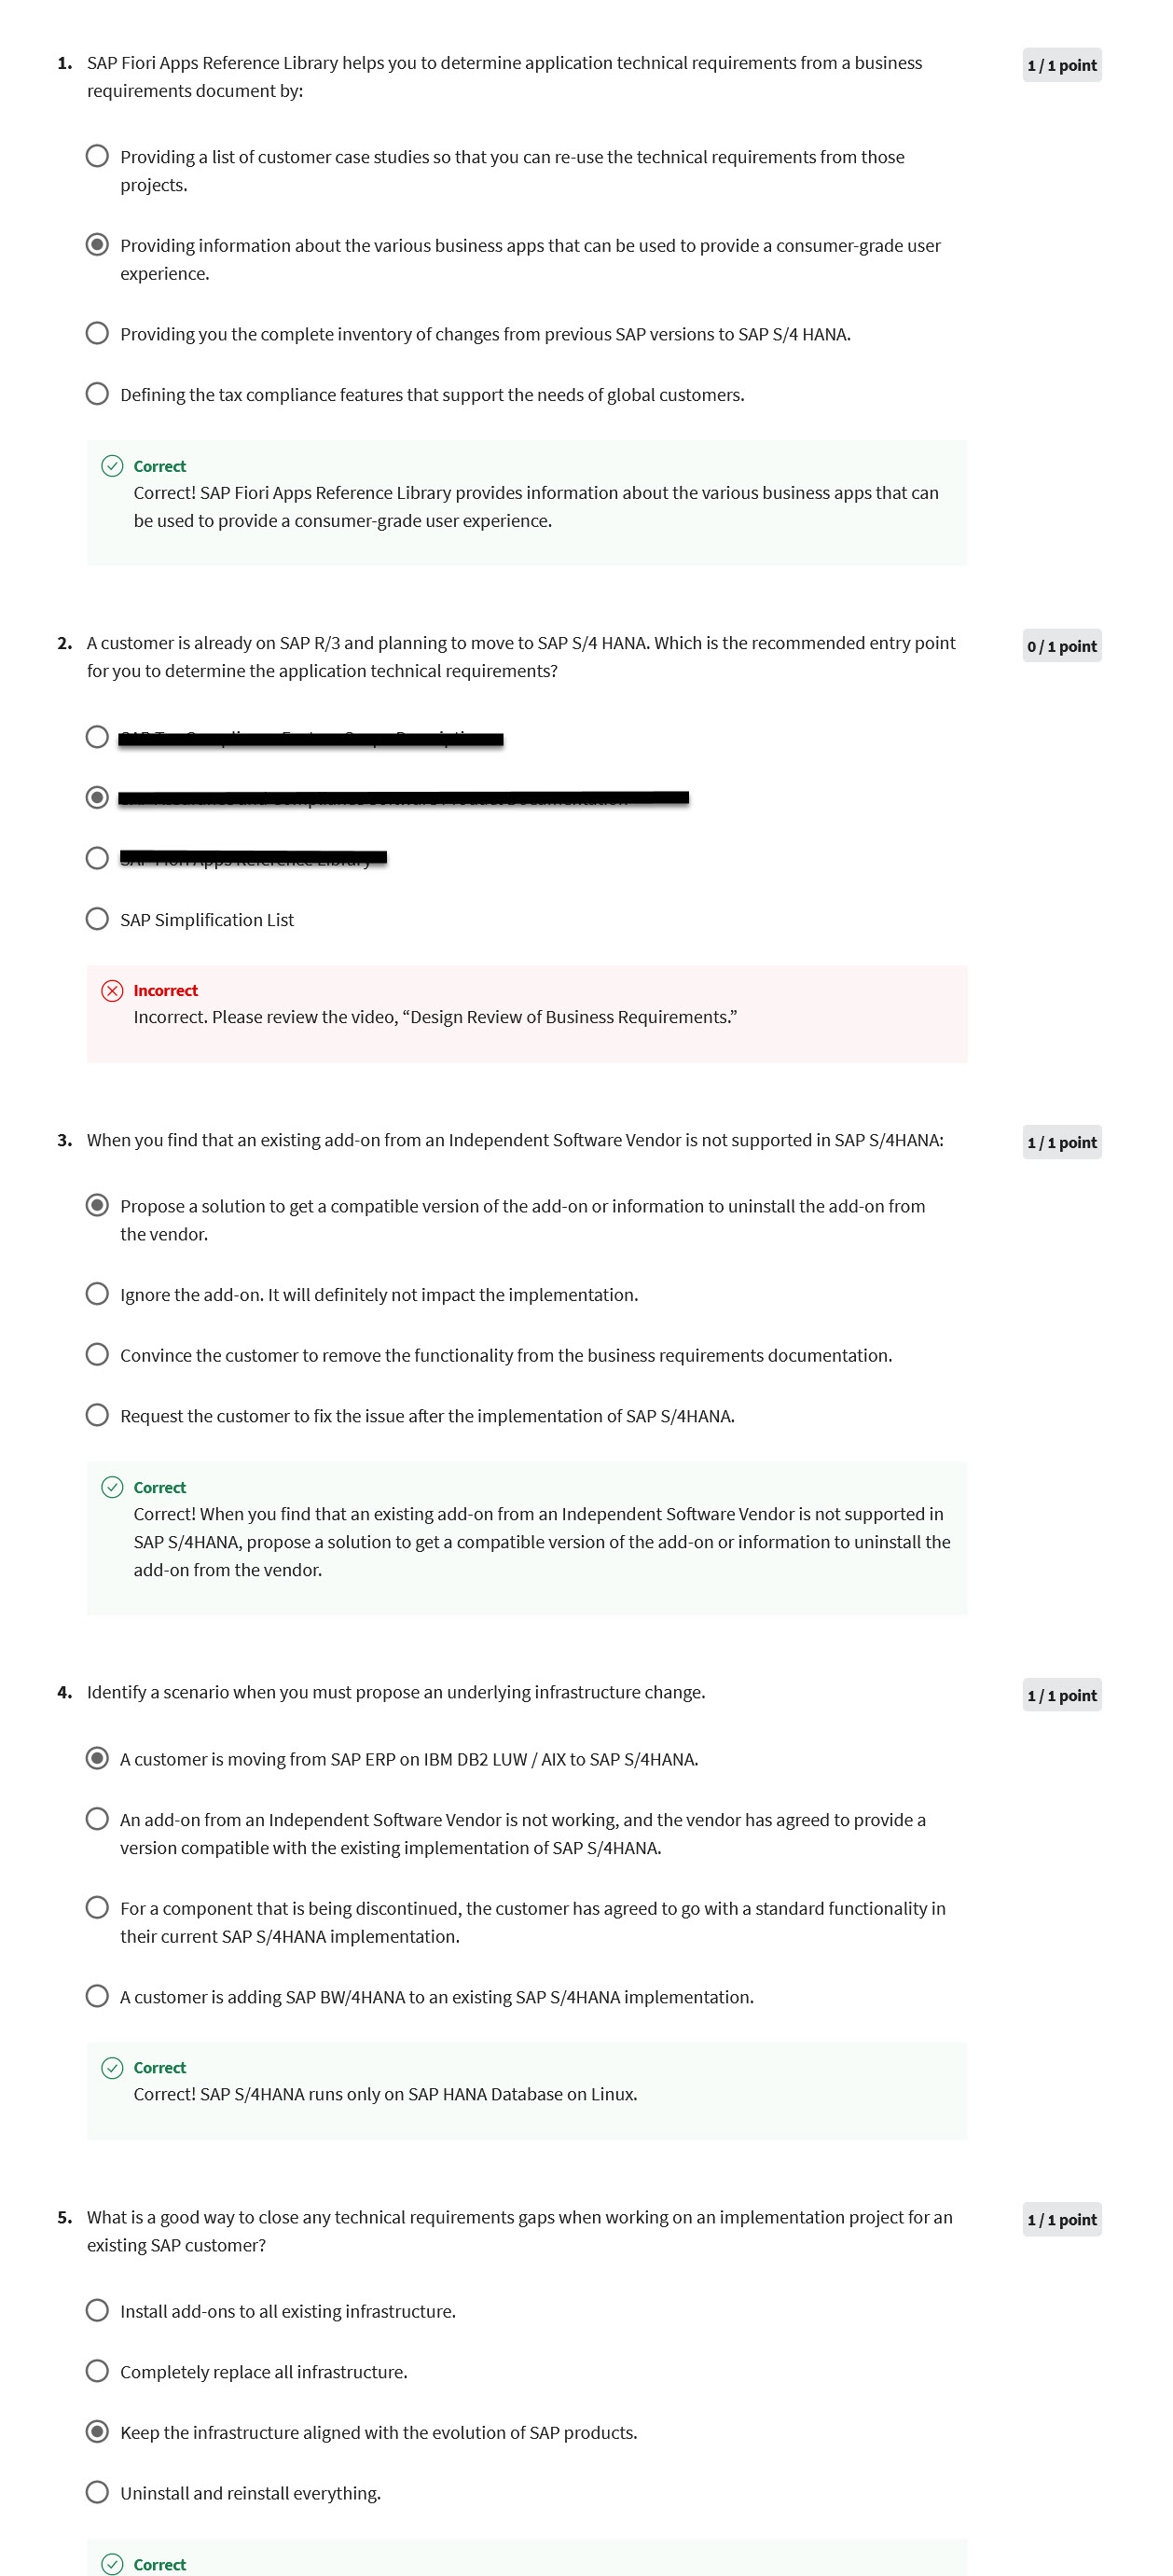 1. SAP Fiori Apps Reference Library helps you to determine application technical requirements from a business
requirements document by:
1 / 1 point
Providing a list of customer case studies so that you can re-use the technical requirements from those
projects.
Providing information about the various business apps that can be used to provide a consumer-grade user
experience.
Providing you the complete inventory of changes from previous SAP versions to SAP S/4 HANA.
Defining the tax compliance features that support the needs of global customers.
Correct
Correct! SAP Fiori Apps Reference Library provides information about the various business apps that can
be used to provide a consumer-grade user experience.
2. A customer is already on SAP R/3 and planning to move to SAP S/4 HANA. Which is the recommended entry point
for you to determine the application technical requirements?
0 / 1 point
SAP Simplification List
Incorrect
Incorrect. Please review the video, “Design Review of Business Requirements.”
3. When you find that an existing add-on from an Independent Software Vendor is not supported in SAP S/4HANA:
1 / 1 point
Propose a solution to get a compatible version of the add-on or information to uninstall the add-on from
the vendor.
Ignore the add-on. It will definitely not impact the implementation.
Convince the customer to remove the functionality from the business requirements documentation.
Request the customer to fix the issue after the implementation of SAP S/4HANA.
Correct
Correct! When you find that an existing add-on from an Independent Software Vendor is not supported in
SAP S/4HANA, propose a solution to get a compatible version of the add-on or information to uninstall the
add-on from the vendor.
4. Identify a scenario when you must propose an underlying infrastructure change.
1 / 1 point
A customer is moving from SAP ERP on IBM DB2 LUW / AIX to SAP S/4HANA.
An add-on from an Independent Software Vendor is not working, and the vendor has agreed to provide a
version compatible with the existing implementation of SAP S/4HANA.
For a component that is being discontinued, the customer has agreed to go with a standard functionality in
their current SAP S/4HANA implementation.
A customer is adding SAP BW/4HANA to an existing SAP S/4HANA implementation.
Correct
Correct! SAP S/4HANA runs only on SAP HANA Database on Linux.
5. What is a good way to close any technical requirements gaps when working on an implementation project for an
existing SAP customer?
1 / 1 point
Install add-ons to all existing infrastructure.
Completely replace all infrastructure.
Keep the infrastructure aligned with the evolution of SAP products.
Uninstall and reinstall everything.
Correct